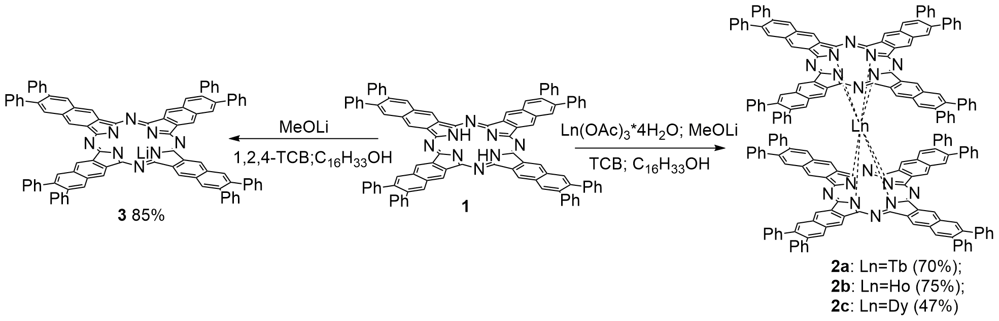 Ph
Ph
Ph
Ph
N
N
N
N
N
N
N
Li
N
Ph
Ph
Ph
Ph
3 85%
MeOLi
1,2,4-TCB;C₁₆H₃₃OH
Ph
Ph
Ph
Ph
N
NH
N
N
N
N
HN
N
Ph
Ph
Ph
Ph
1
Ln(OAc)₃*4H₂O; MeOLi
TCB; C₁₆H₃₃OH
Ph
Ph
Ph
Ph
N
N
N
N
N
N
N
N
Ph
Ph
Ph
Ph
Ln
Ph
Ph
Ph
Ph
N
N
N
N
N
N
N
N
Ph
Ph
Ph
Ph
2a: Ln=Tb (70%);
2b: Ln=Ho (75%);
2c: Ln=Dy (47%)